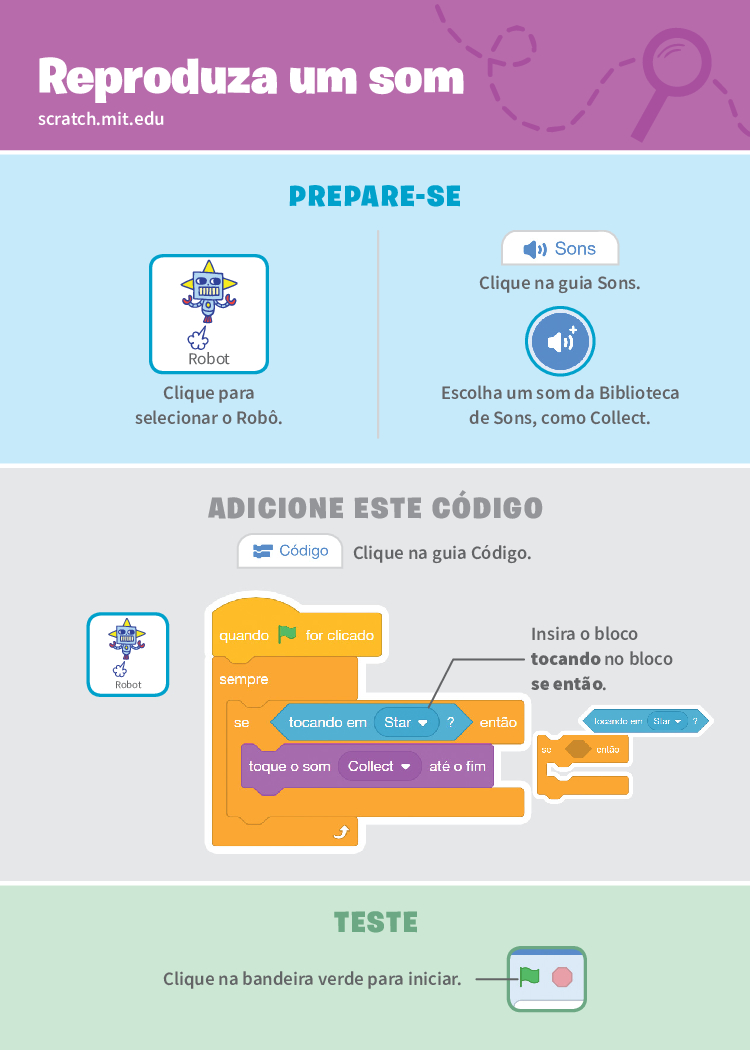 Reproduza um som
scratch.mit.edu
PREPARE-SE
Robot
Clique para
selecionar o Robô.
Sons
Clique na guia Sons.
Escolha um som da Biblioteca
de Sons, como Collect.
ADICIONE ESTE CÓDIGO
Código
Clique na guia Código.
Robot
quando for clicado
sempre
se tocando em Star ? então
toque o som Collect até o fim
Insira o bloco
tocando no bloco
se então.
tocando em Star ?
se então
TESTE
Clique na bandeira verde para iniciar.